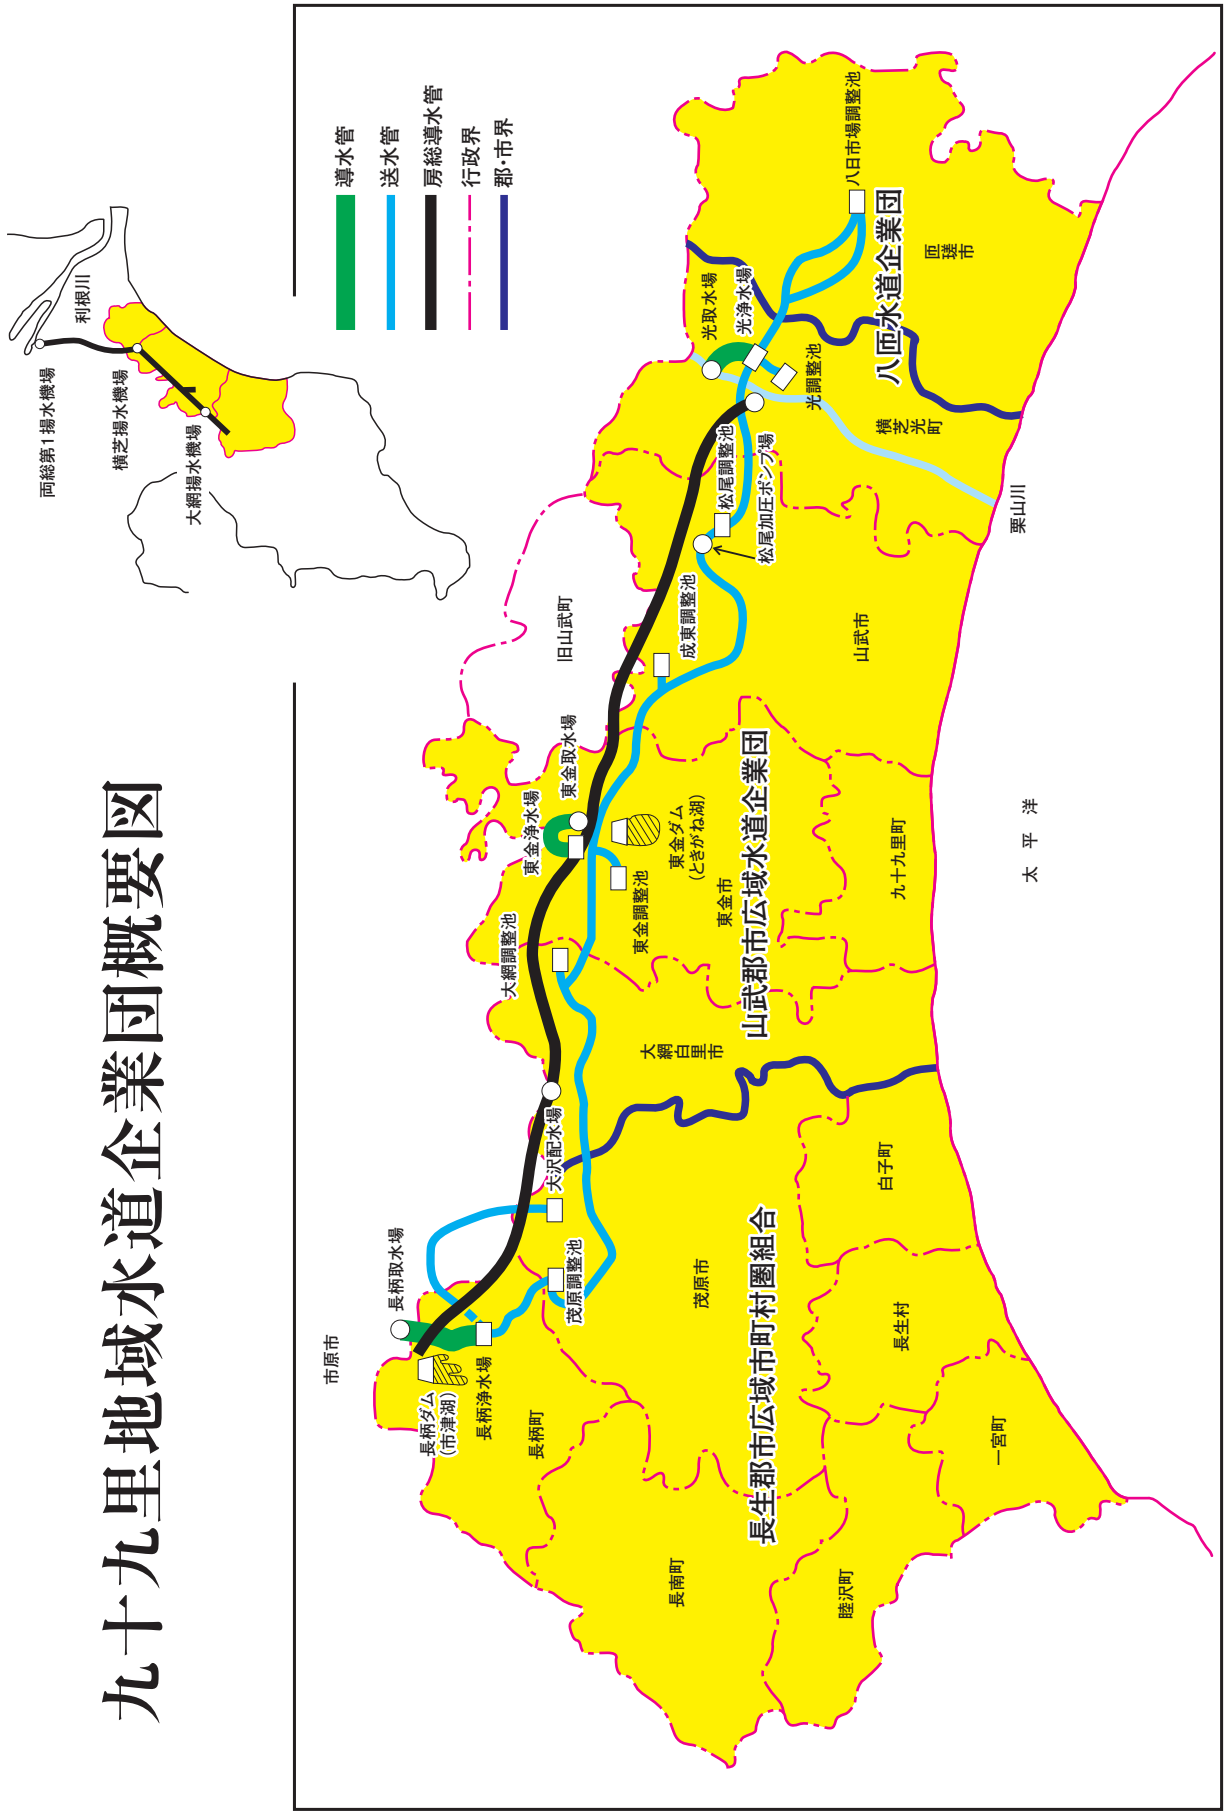 九十九里地域水道企業団概要図
利根川
両総第1揚水機場
横芝揚水機場
大網揚水機場
導水管
送水管
房総導水管
行政界
郡・市界
市原市
長柄取水場
長柄ダム
(市津湖)
長柄浄水場
長柄町
茂原調整池
大沢配水場
大網調整池
東金浄水場
東金取水場
旧山武町
東金調整池
東金ダム
(ときがね湖)
東金市
成東調整池
松尾調整池
松尾加圧ポンプ場
光取水場
光浄水場
光調整池
八日市場調整池
八匝水道企業団
匝瑳市
横芝光町
栗山川
山武市
山武郡市広域水道企業団
九十九里町
大網白里市
太平洋
白子町
茂原市
長生郡市広域市町村圏組合
長生村
一宮町
長南町
睦沢町